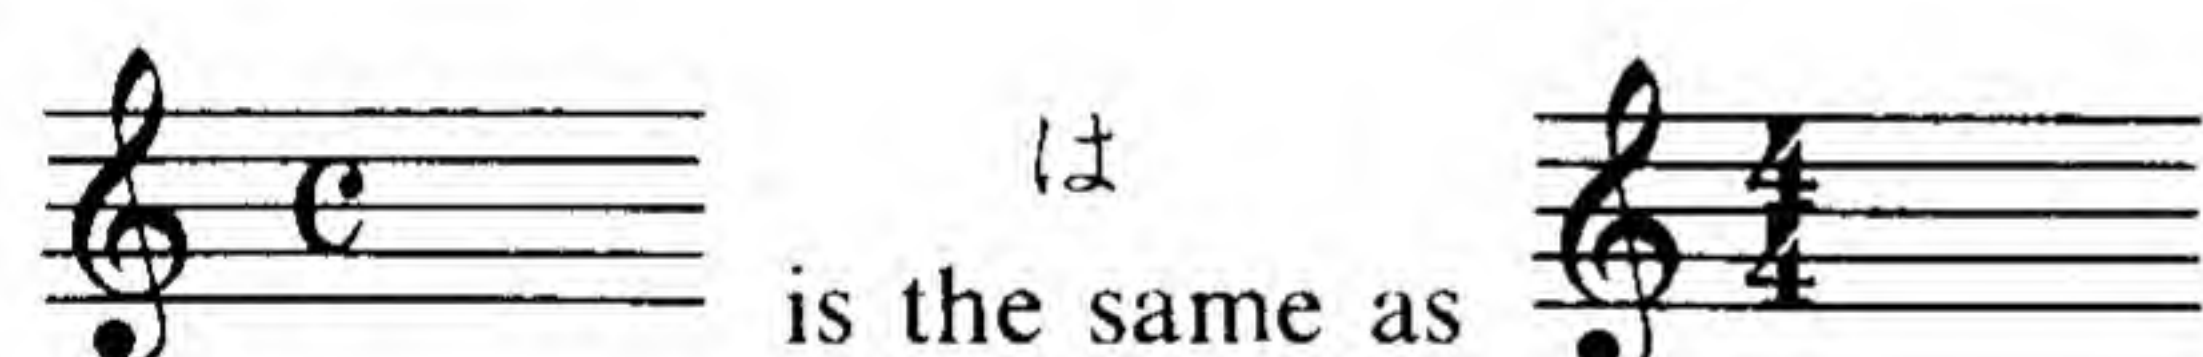 は
is the same as